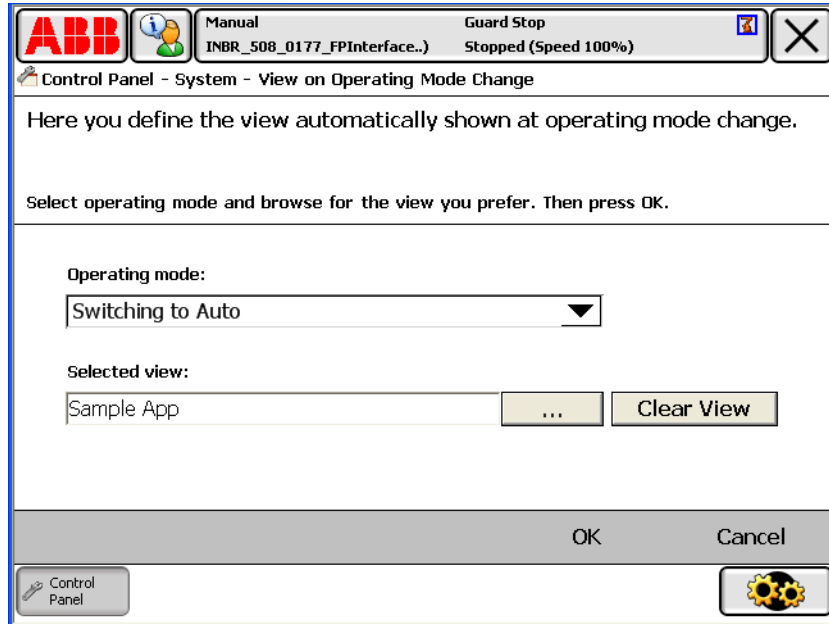 ABB
Manual
Guard Stop
INBR_508_0177_FPInterface..)
Stopped (Speed 100%)
Control Panel - System - View on Operating Mode Change
Here you define the view automatically shown at operating mode change.
Select operating mode and browse for the view you prefer. Then press OK.
Operating mode:
Switching to Auto
Selected view:
Sample App
...
Clear View
OK
Cancel
Control
Panel